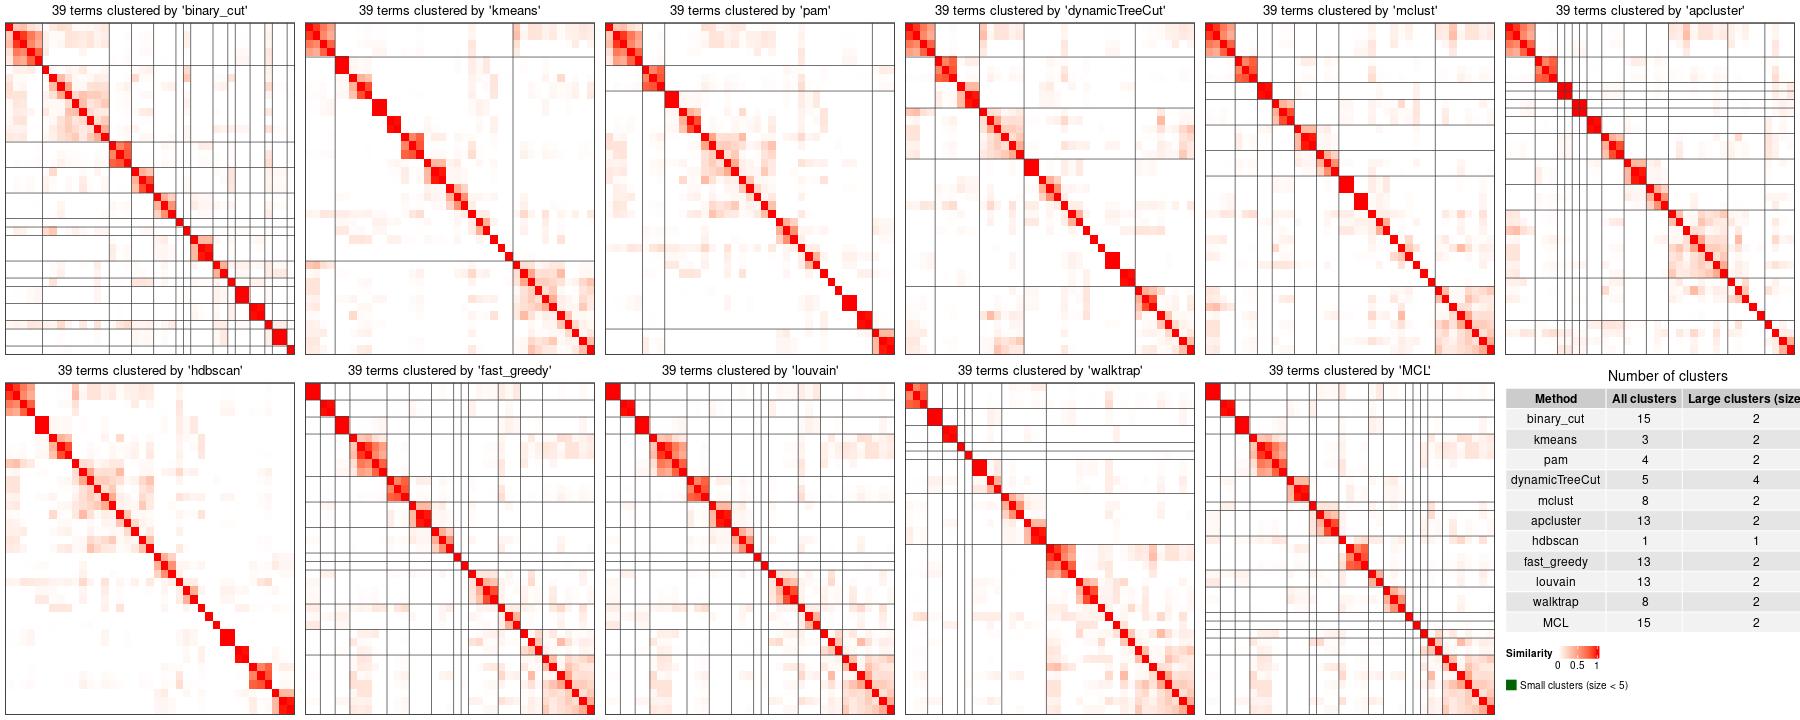 39 terms clustered by 'binary_cut'
39 terms clustered by 'kmeans'
39 terms clustered by 'pam'
39 terms clustered by 'dynamicTreeCut'
39 terms clustered by 'mclust'
39 terms clustered by 'apcluster'
39 terms clustered by 'hdbscan'
39 terms clustered by 'fast_greedy'
39 terms clustered by 'louvain'
39 terms clustered by 'walktrap'
39 terms clustered by 'MCL'
Number of clusters
Method All clusters Large clusters (size
binary_cut 15 2
kmeans 3 2
pam 4 2
dynamicTreeCut 5 4
mclust 8 2
apcluster 13 2
hdbscan 1 1
fast_greedy 13 2
louvain 13 2
walktrap 8 2
MCL 15 2
Similarity
0 0.5 1
Small clusters (size < 5)